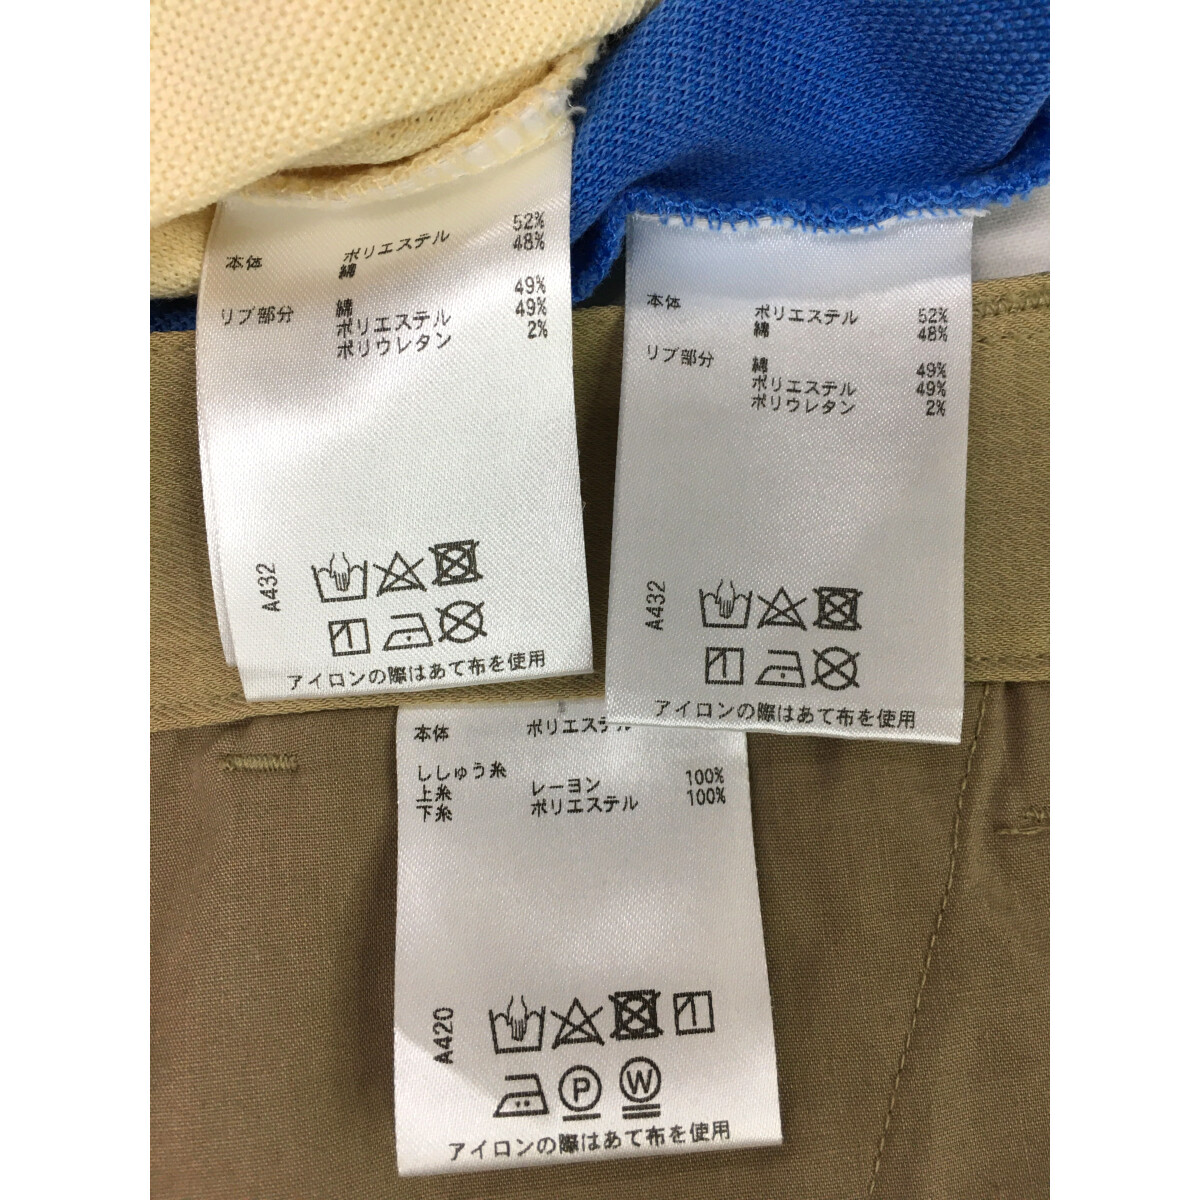 本体 ポリエステル 52%
綿 48%
リブ部分 綿 49%
ポリエステル 49%
ポリウレタン 2%
A432
アイロンの際はあて布を使用
本体 ポリエステル 52%
綿 48%
リブ部分 綿 49%
ポリエステル 49%
ポリウレタン 2%
A432
アイロンの際はあて布を使用
本体 ポリエステル
ししゅう糸
上糸 レーヨン 100%
下糸 ポリエステル 100%
A420
P W
アイロンの際はあて布を使用